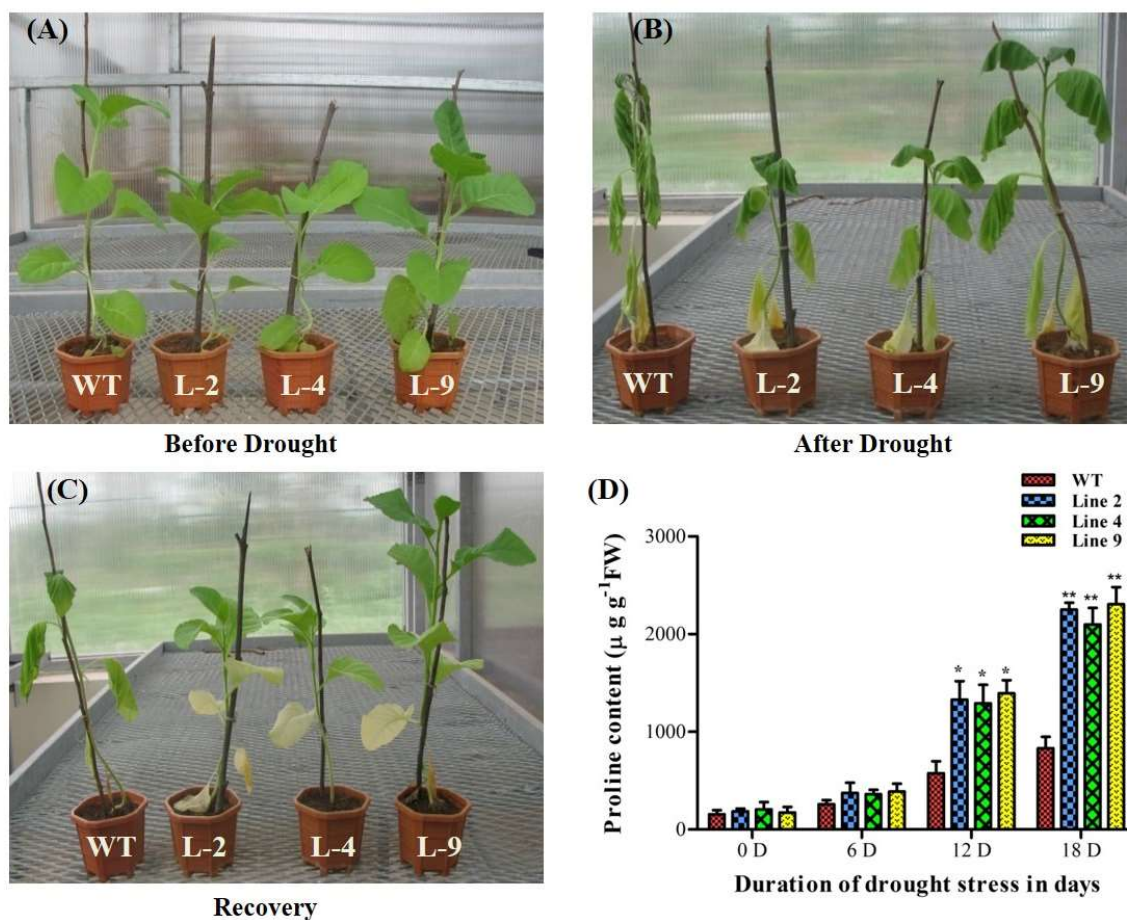 (A)
WT L-2 L-4 L-9
Before Drought
(B)
WT L-2 L-4 L-9
After Drought
(C)
WT L-2 L-4 L-9
Recovery
(D)
WT
Line 2
Line 4
Line 9
Proline content (µ g g⁻¹FW)
3000
2000
1000
0
* * *
** ** **
0 D 6 D 12 D 18 D
Duration of drought stress in days